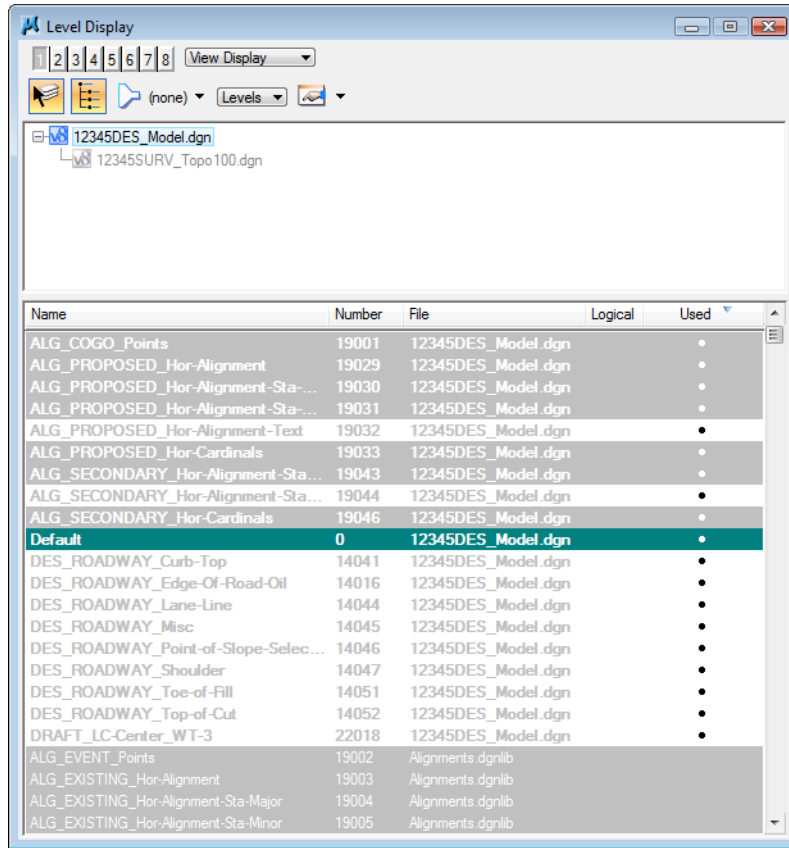 Level Display
1 2 3 4 5 6 7 8 View Display
(none) Levels
v8 12345DES_Model.dgn
v8 12345SURV_Topo100.dgn
Name Number File Logical Used
ALG_COGO_Points 19001 12345DES_Model.dgn
ALG_PROPOSED_Hor-Alignment 19029 12345DES_Model.dgn
ALG_PROPOSED_Hor-Alignment-Sta-... 19030 12345DES_Model.dgn
ALG_PROPOSED_Hor-Alignment-Sta-... 19031 12345DES_Model.dgn
ALG_PROPOSED_Hor-Alignment-Text 19032 12345DES_Model.dgn
ALG_PROPOSED_Hor-Cardinals 19033 12345DES_Model.dgn
ALG_SECONDARY_Hor-Alignment-Sta... 19043 12345DES_Model.dgn
ALG_SECONDARY_Hor-Alignment-Sta... 19044 12345DES_Model.dgn
ALG_SECONDARY_Hor-Cardinals 19046 12345DES_Model.dgn
Default 0 12345DES_Model.dgn
DES_ROADWAY_Curb-Top 14041 12345DES_Model.dgn
DES_ROADWAY_Edge-Of-Road-Oil 14016 12345DES_Model.dgn
DES_ROADWAY_Lane-Line 14044 12345DES_Model.dgn
DES_ROADWAY_Misc 14045 12345DES_Model.dgn
DES_ROADWAY_Point-of-Slope-Selec... 14046 12345DES_Model.dgn
DES_ROADWAY_Shoulder 14047 12345DES_Model.dgn
DES_ROADWAY_Toe-of-Fill 14051 12345DES_Model.dgn
DES_ROADWAY_Top-of-Cut 14052 12345DES_Model.dgn
DRAFT_LC-Center_WT-3 22018 12345DES_Model.dgn
ALG_EVENT_Points 19002 Alignments.dgnlib
ALG_EXISTING_Hor-Alignment 19003 Alignments.dgnlib
ALG_EXISTING_Hor-Alignment-Sta-Major 19004 Alignments.dgnlib
ALG_EXISTING_Hor-Alignment-Sta-Minor 19005 Alignments.dgnlib